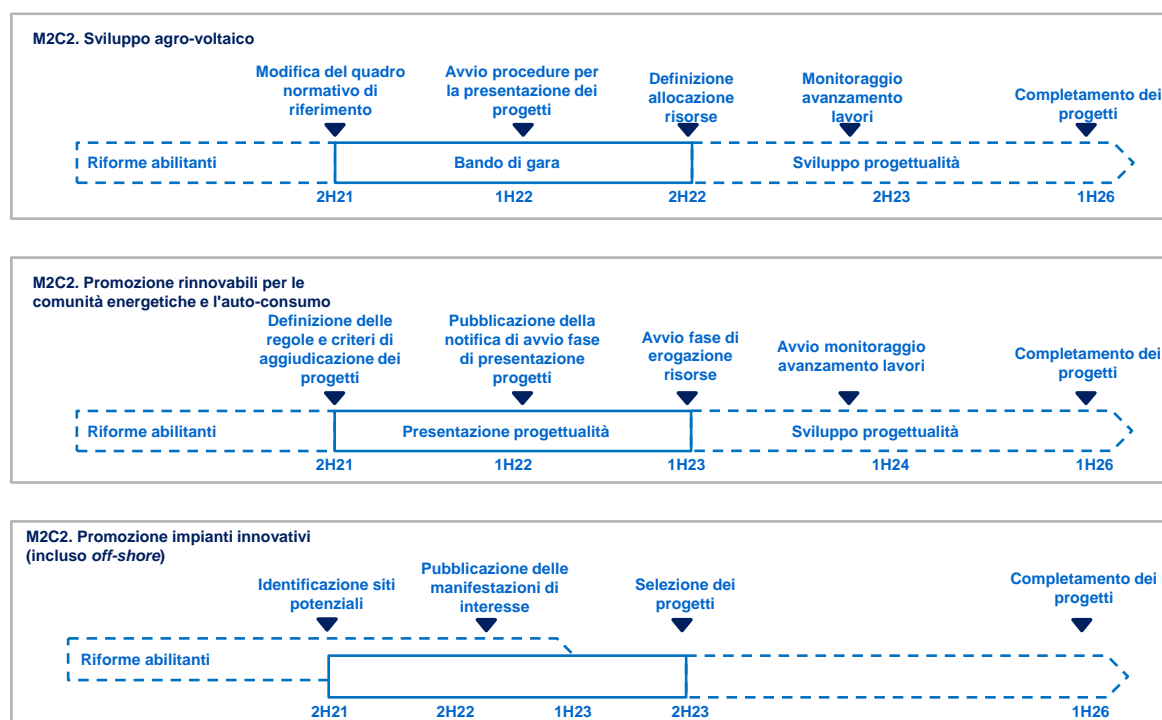 M2C2. Sviluppo agro-voltaico
Modifica del quadro
normativo di
riferimento
Avvio procedure per
la presentazione dei
progetti
Definizione
allocazione
risorse
Monitoraggio
avanzamento
lavori
Completamento dei
progetti
Riforme abilitanti
Bando di gara
Sviluppo progettualità
2H21
1H22
2H22
2H23
1H26
M2C2. Promozione rinnovabili per le
comunità energetiche e l'auto-consumo
Definizione delle
regole e criteri di
aggiudicazione dei
progetti
Pubblicazione della
notifica di avvio fase
di presentazione
progetti
Avvio fase di
erogazione
risorse
Avvio monitoraggio
avanzamento lavori
Completamento dei
progetti
Riforme abilitanti
Presentazione progettualità
Sviluppo progettualità
2H21
1H22
1H23
1H24
1H26
M2C2. Promozione impianti innovativi
(incluso off-shore)
Identificazione siti
potenziali
Pubblicazione delle
manifestazioni di
interesse
Selezione dei
progetti
Completamento dei
progetti
Riforme abilitanti
2H21
2H22
1H23
2H23
1H26